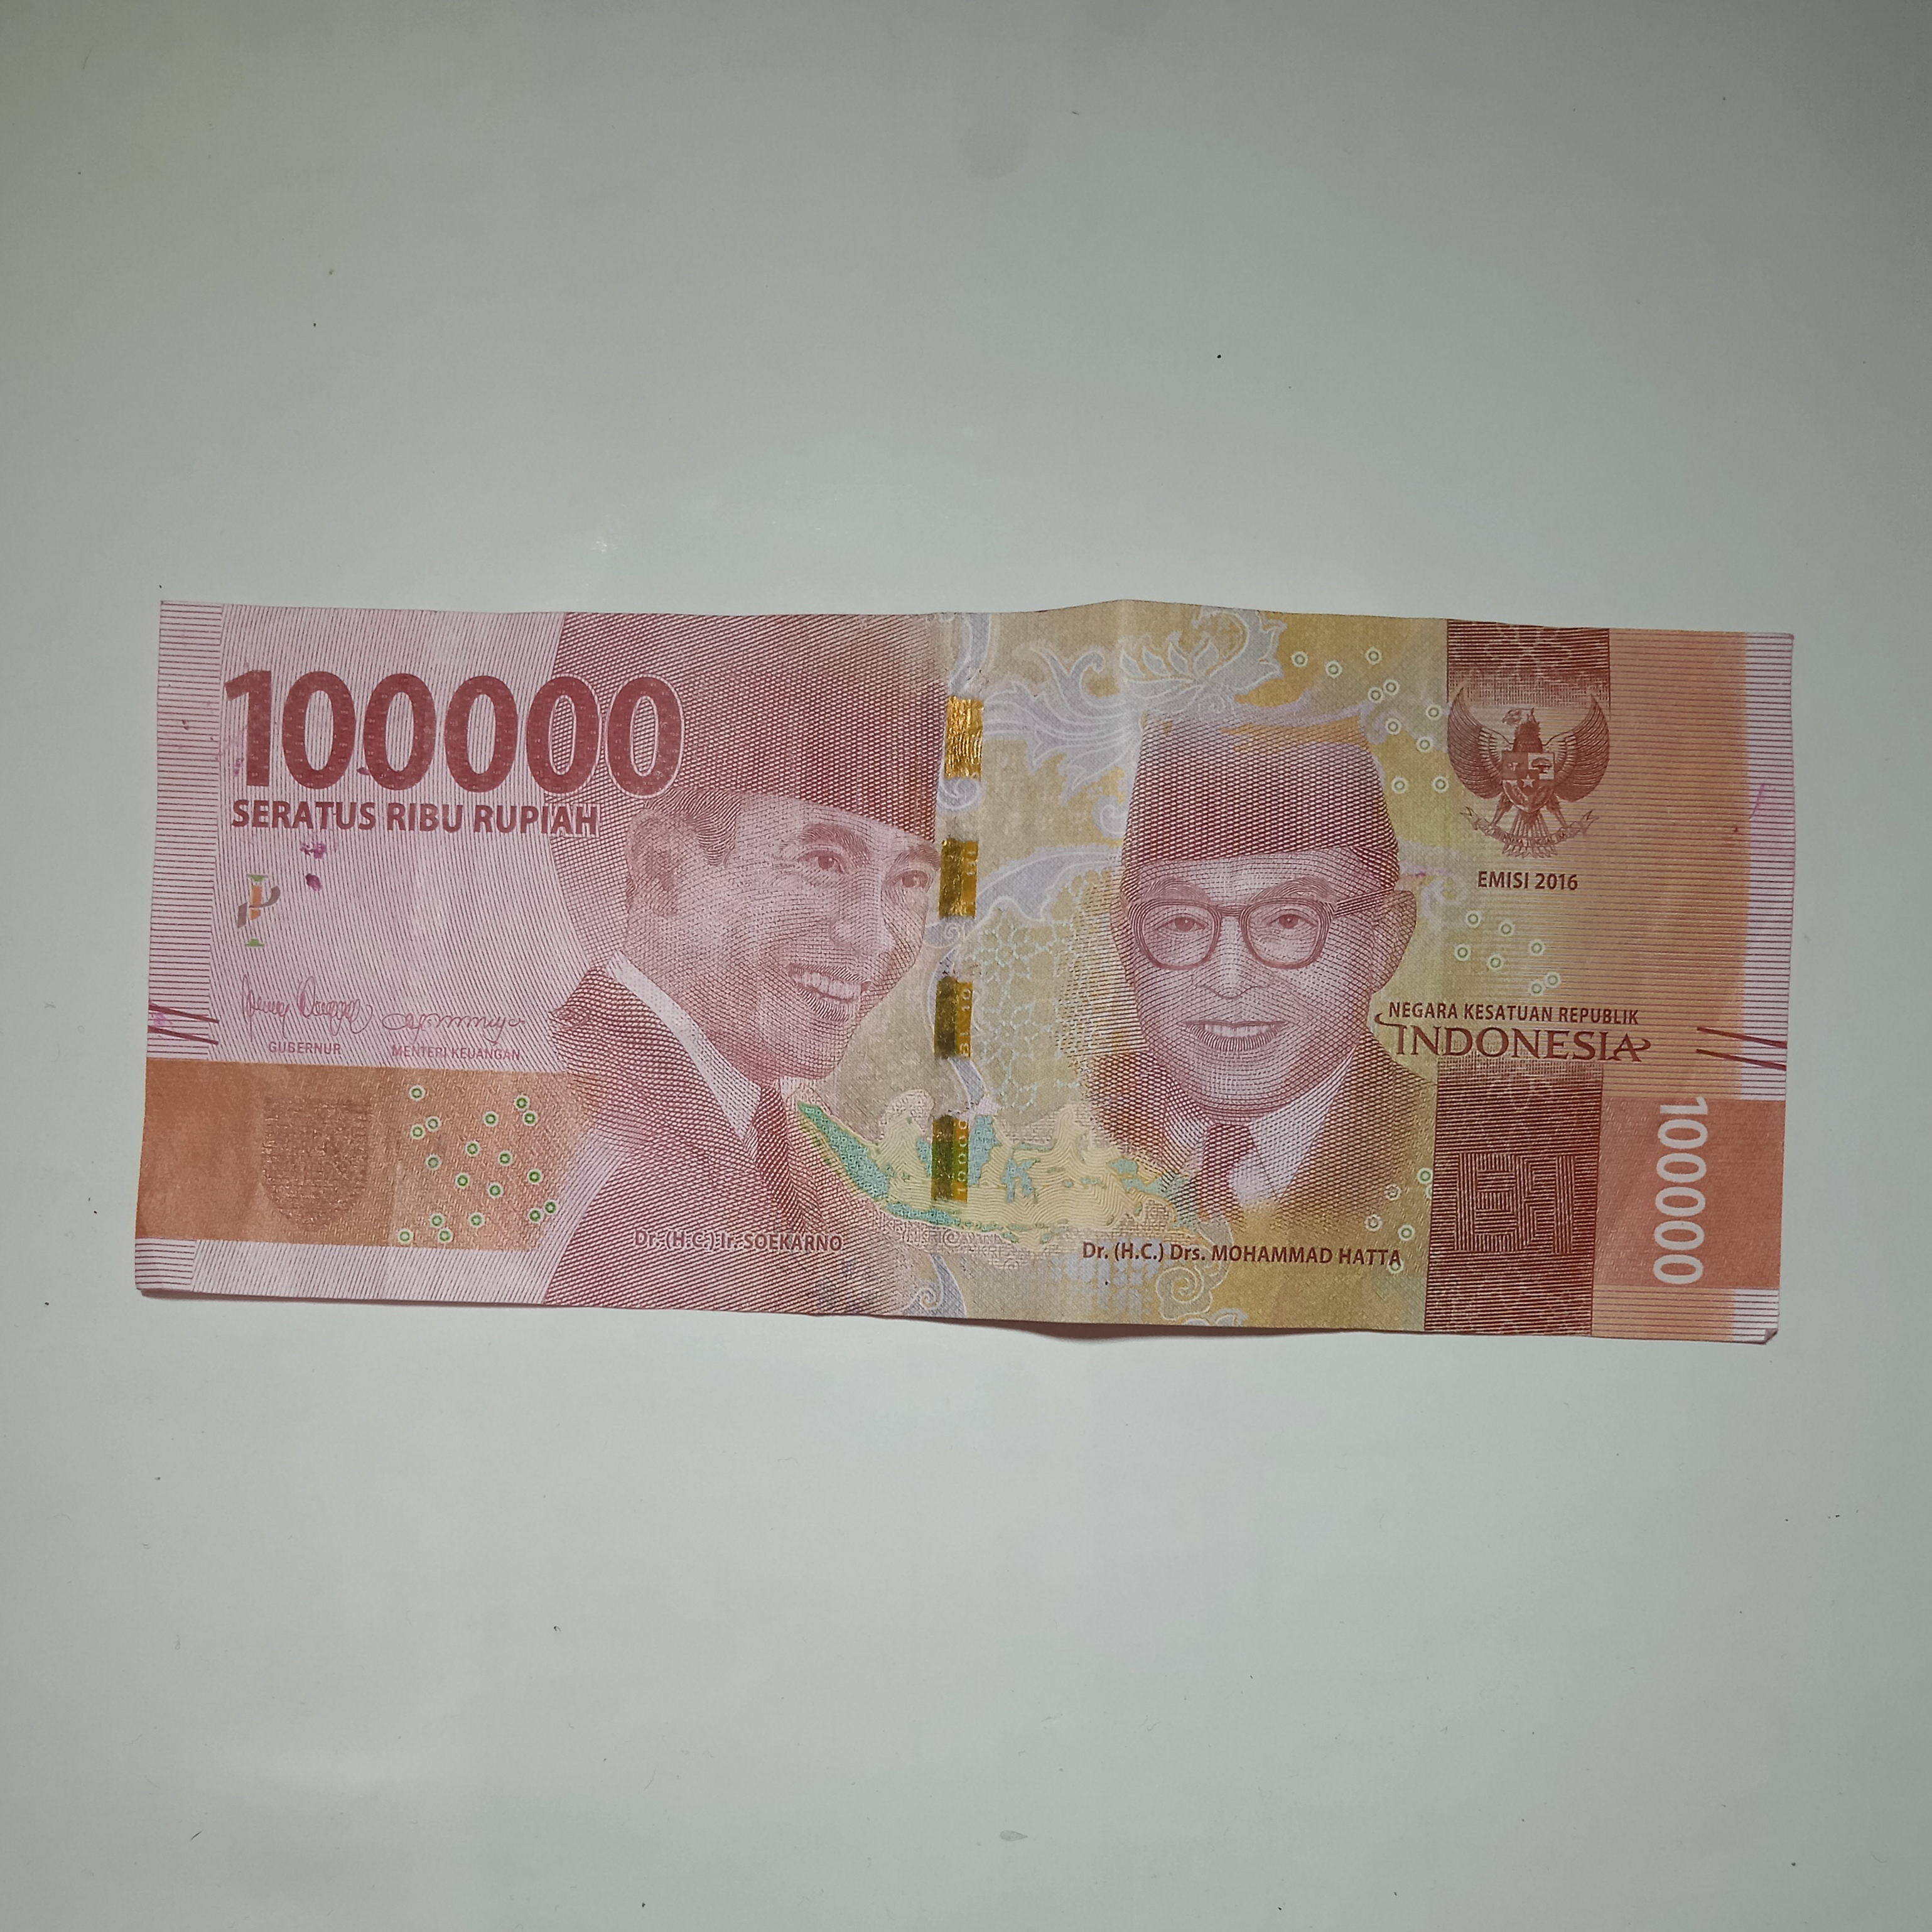 100000
SERATUS RIBU RUPIAH
GUBERNUR
MENTERI KEUANGAN
Dr. (H.C.) Ir. SOEKARNO
Dr. (H.C.) Drs. MOHAMMAD HATTA
EMISI 2016
NEGARA KESATUAN REPUBLIK
INDONESIA
100000